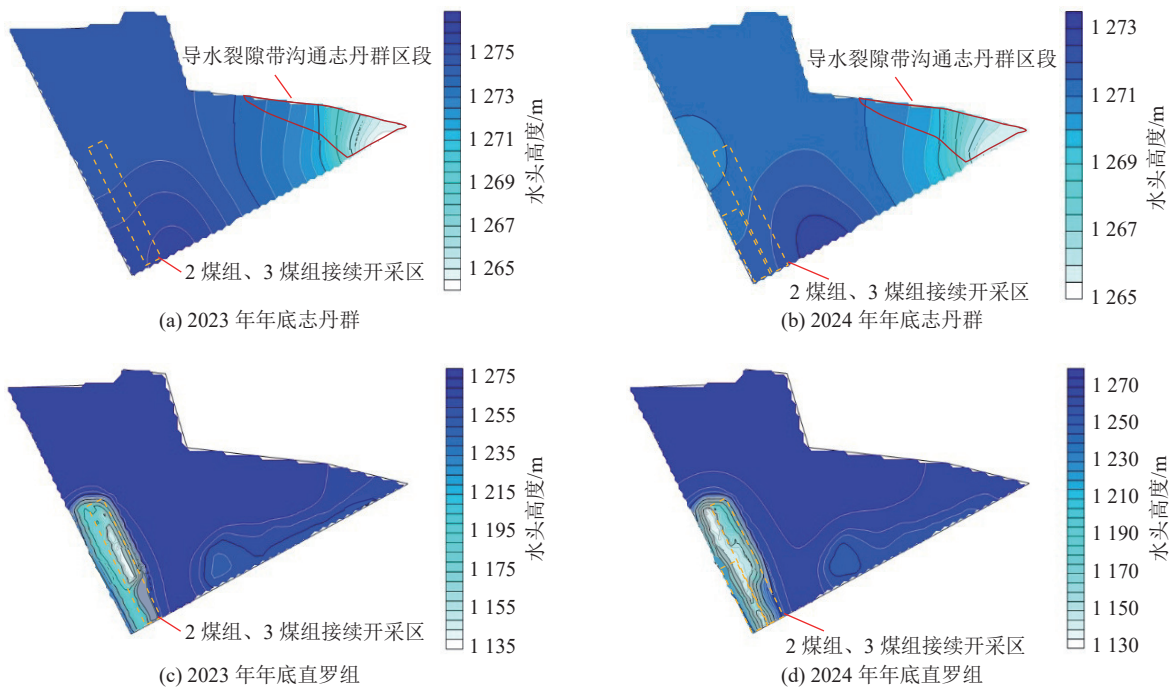 导水裂隙带沟通志丹群区段
1 275
1 273
1 271
1 269
1 267
1 265
水头高度/m
2 煤组、3 煤组接续开采区
(a) 2023 年年底志丹群
导水裂隙带沟通志丹群区段
1 273
1 271
1 269
1 267
1 265
水头高度/m
2 煤组、3 煤组接续开采区
(b) 2024 年年底志丹群
1 275
1 255
1 235
1 215
1 195
1 175
1 155
1 135
水头高度/m
2 煤组、3 煤组接续开采区
(c) 2023 年年底直罗组
1 270
1 250
1 230
1 210
1 190
1 170
1 150
1 130
水头高度/m
2 煤组、3 煤组接续开采区
(d) 2024 年年底直罗组